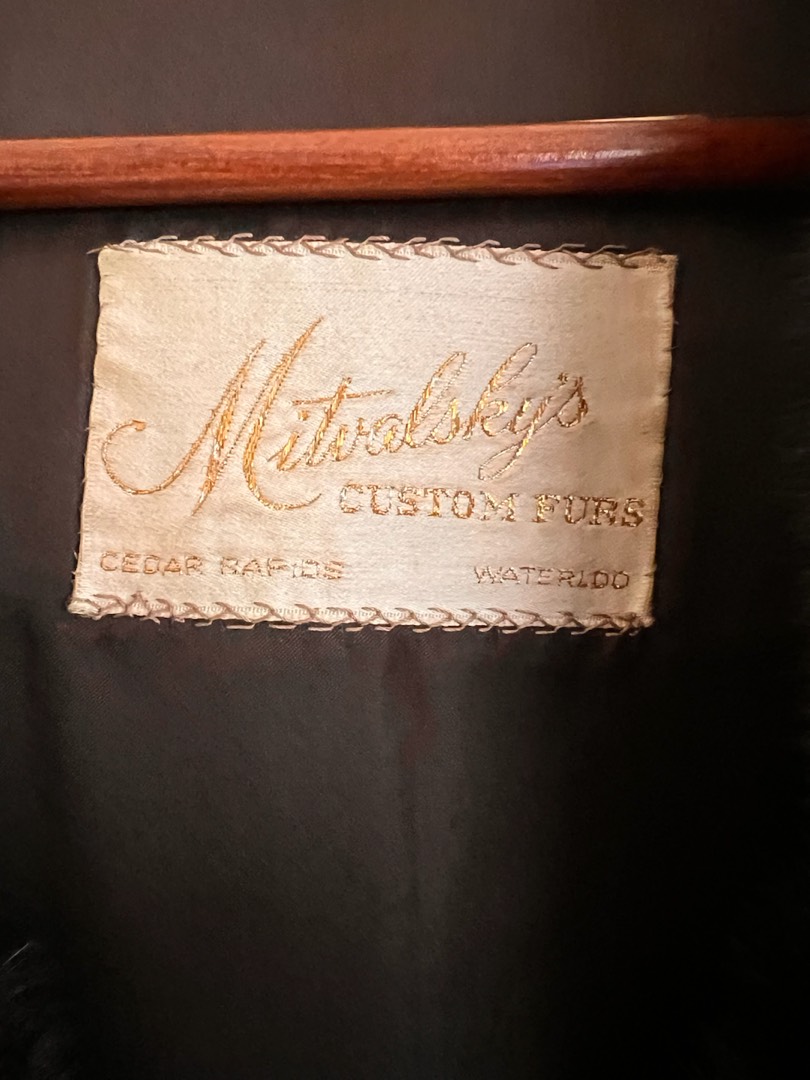 Mitvalsky's
CUSTOM FURS
CEDAR RAPIDS WATERLOO